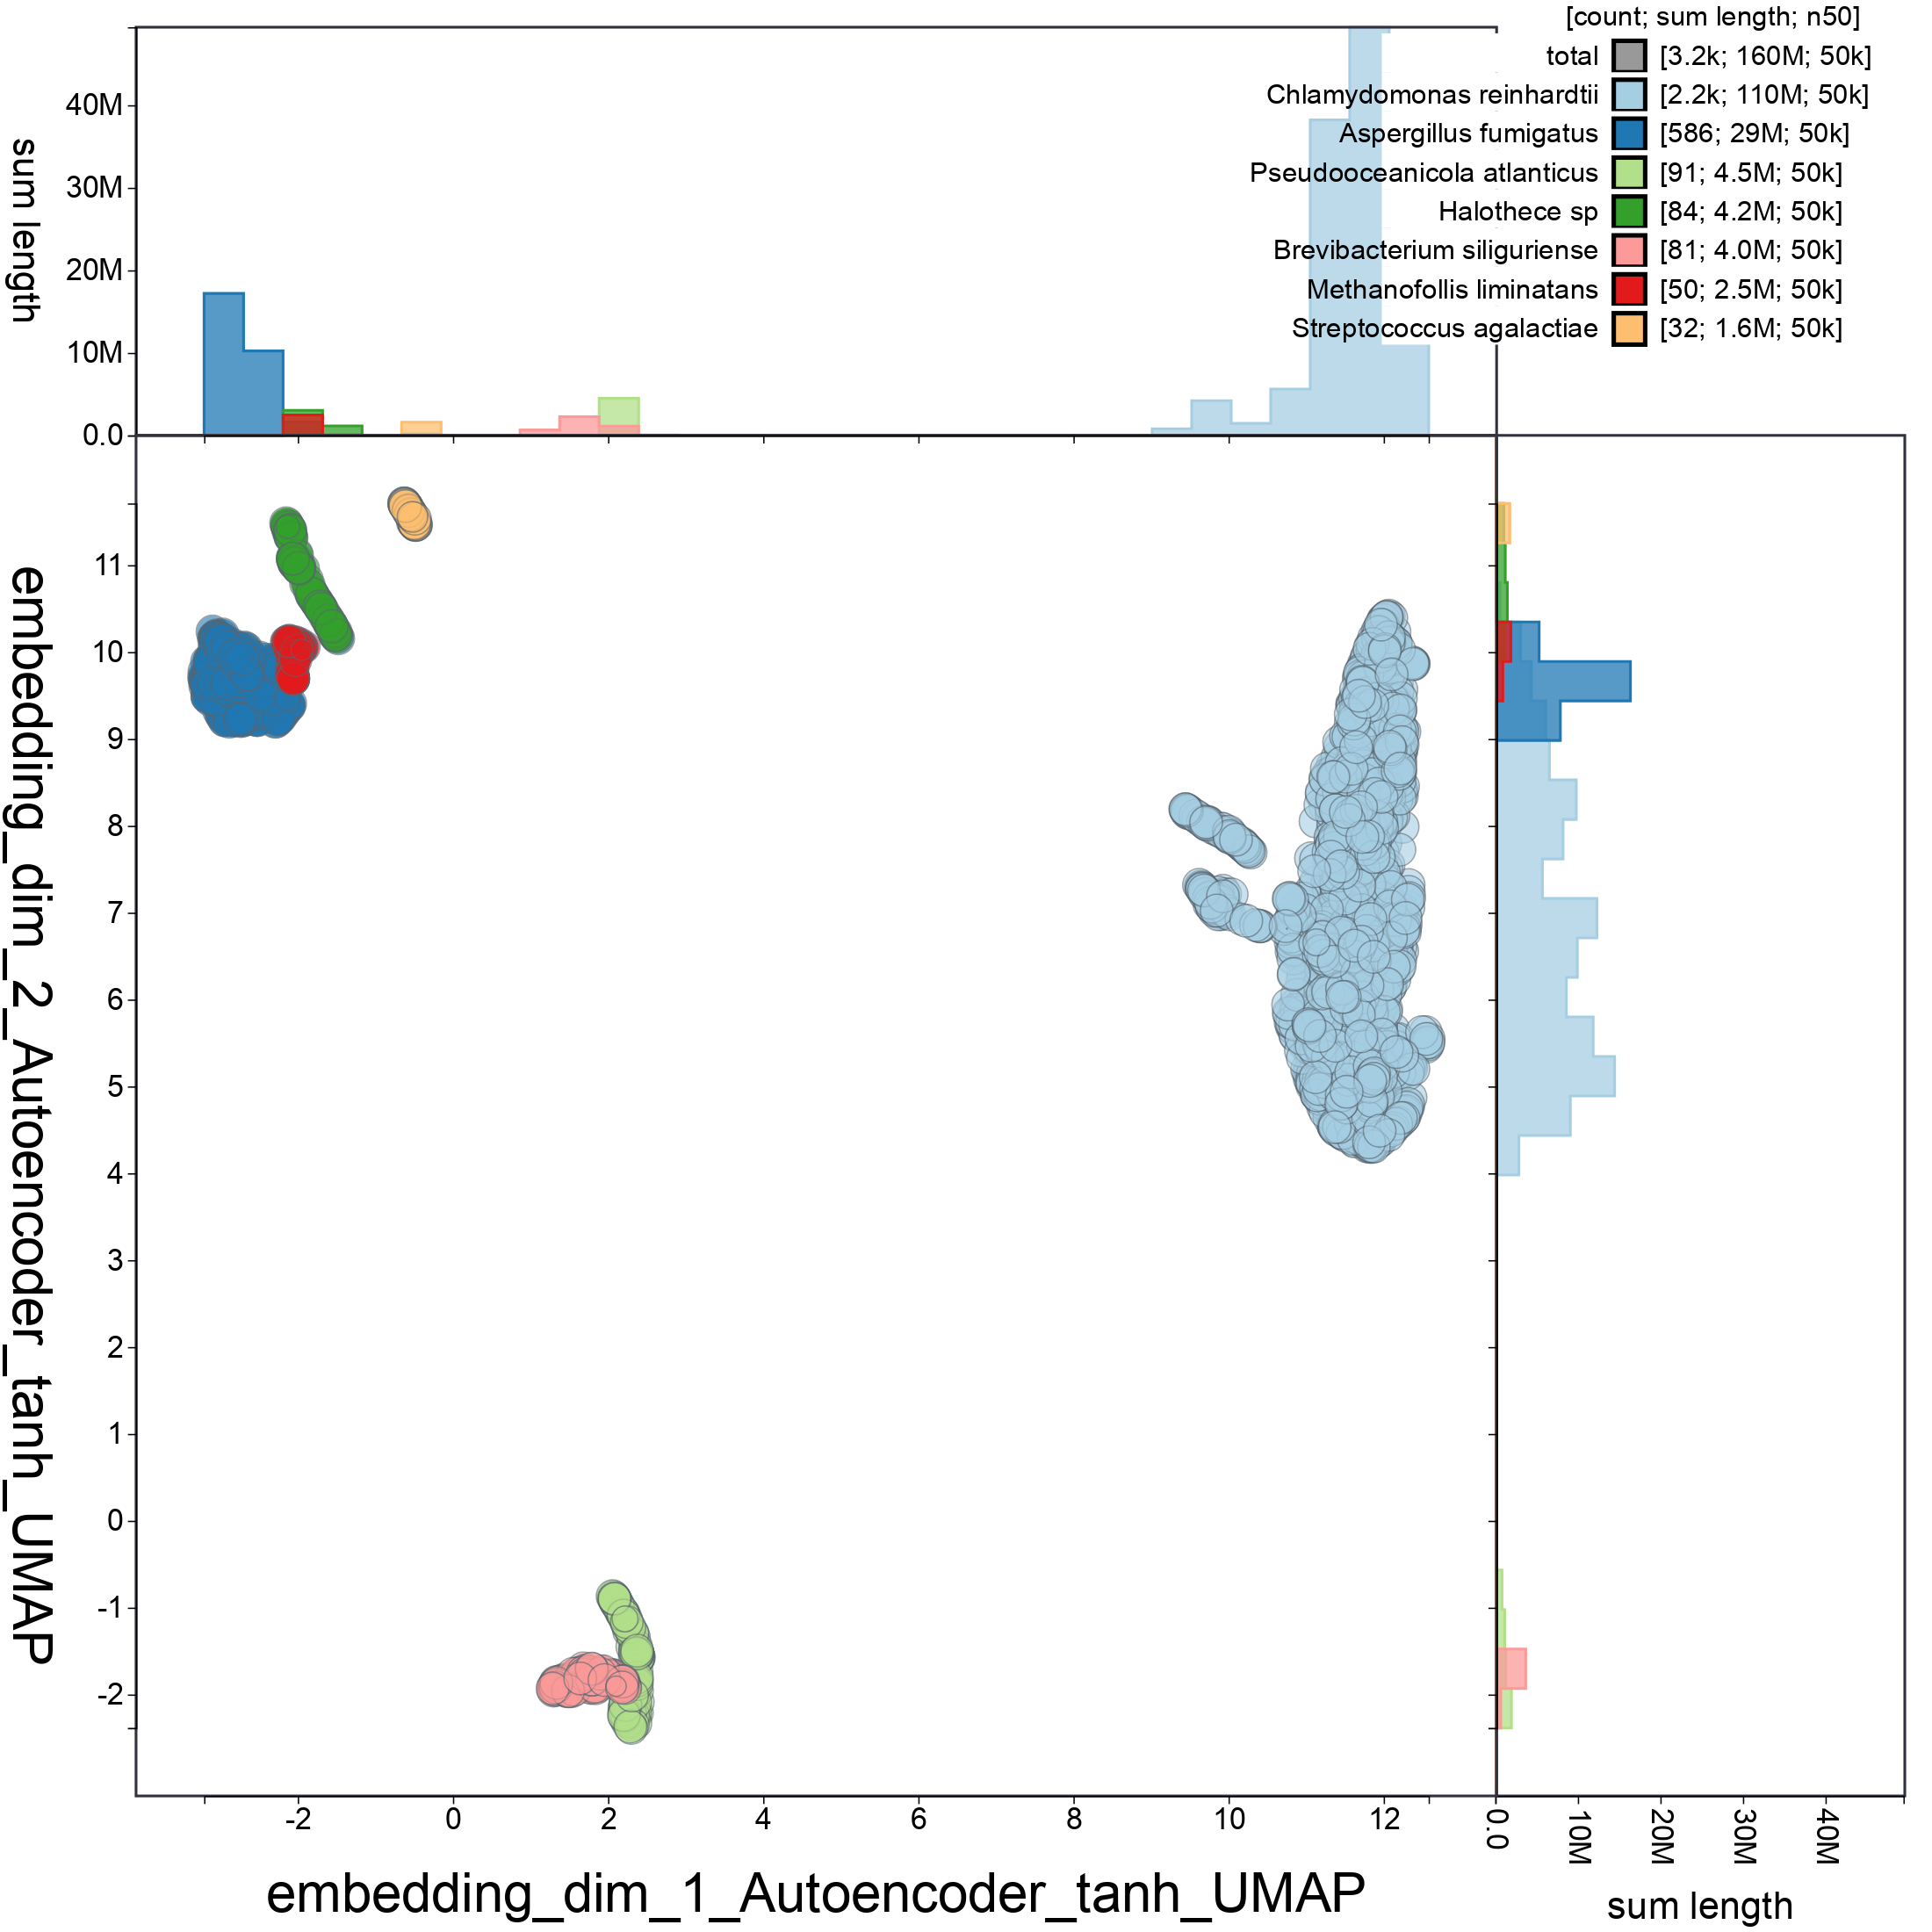 [count; sum length; n50]
total [3.2k; 160M; 50k]
Chlamydomonas reinhardtii [2.2k; 110M; 50k]
Aspergillus fumigatus [586; 29M; 50k]
Pseudooceanicola atlanticus [91; 4.5M; 50k]
Halothece sp [84; 4.2M; 50k]
Brevibacterium siliguriense [81; 4.0M; 50k]
Methanofollis liminatans [50; 2.5M; 50k]
Streptococcus agalactiae [32; 1.6M; 50k]
sum length
40M
30M
20M
10M
0.0
embedding_dim_2_Autoencoder_tanh_UMAP
11
10
9
8
7
6
5
4
3
2
1
0
-1
-2
-2 0 2 4 6 8 10 12
0.0 10M 20M 30M 40M
embedding_dim_1_Autoencoder_tanh_UMAP
sum length